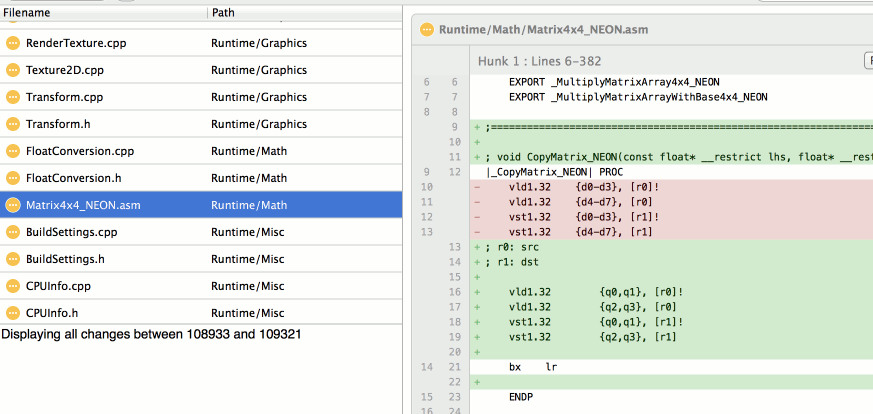 Filename Path
RenderTexture.cpp Runtime/Graphics
Texture2D.cpp Runtime/Graphics
Transform.cpp Runtime/Graphics
Transform.h Runtime/Graphics
FloatConversion.cpp Runtime/Math
FloatConversion.h Runtime/Math
Matrix4x4_NEON.asm Runtime/Math
BuildSettings.cpp Runtime/Misc
BuildSettings.h Runtime/Misc
CPUInfo.cpp Runtime/Misc
CPUInfo.h Runtime/Misc
Displaying all changes between 108933 and 109321
Runtime/Math/Matrix4x4_NEON.asm
Hunk 1 : Lines 6-382
6 6 EXPORT _MultiplyMatrixArray4x4_NEON
7 7 EXPORT _MultiplyMatrixArrayWithBase4x4_NEON
8 8
9 + ;==============================================================
10 +
11 + ; void CopyMatrix_NEON(const float* __restrict lhs, float* __rest
9 12 |_CopyMatrix_NEON| PROC
10 - vld1.32 {d0-d3}, [r0]!
11 - vld1.32 {d4-d7}, [r0]
12 - vst1.32 {d0-d3}, [r1]!
13 - vst1.32 {d4-d7}, [r1]
13 + ; r0: src
14 + ; r1: dst
15 +
16 + vld1.32 {q0,q1}, [r0]!
17 + vld1.32 {q2,q3}, [r0]
18 + vst1.32 {q0,q1}, [r1]!
19 + vst1.32 {q2,q3}, [r1]
20 +
14 21 bx lr
22 +
15 23 ENDP
16 24